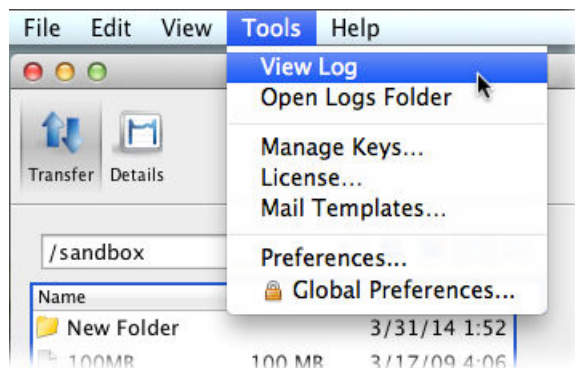 File Edit View Tools Help
View Log
Open Logs Folder
Manage Keys...
License...
Mail Templates...
Preferences...
Global Preferences...
Transfer Details
/sandbox
Name
New Folder 3/31/14 1:52
100MB 100 MB 3/17/09 4:06